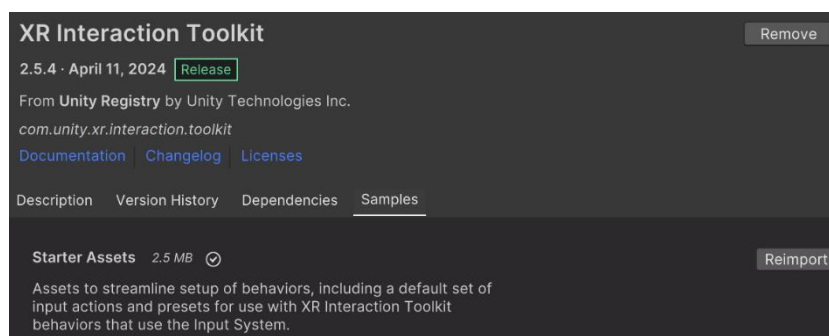 XR Interaction Toolkit
Remove
2.5.4 · April 11, 2024 Release
From Unity Registry by Unity Technologies Inc.
com.unity.xr.interaction.toolkit
Documentation Changelog Licenses
Description Version History Dependencies Samples
Starter Assets 2.5 MB
Reimport
Assets to streamline setup of behaviors, including a default set of
input actions and presets for use with XR Interaction Toolkit
behaviors that use the Input System.